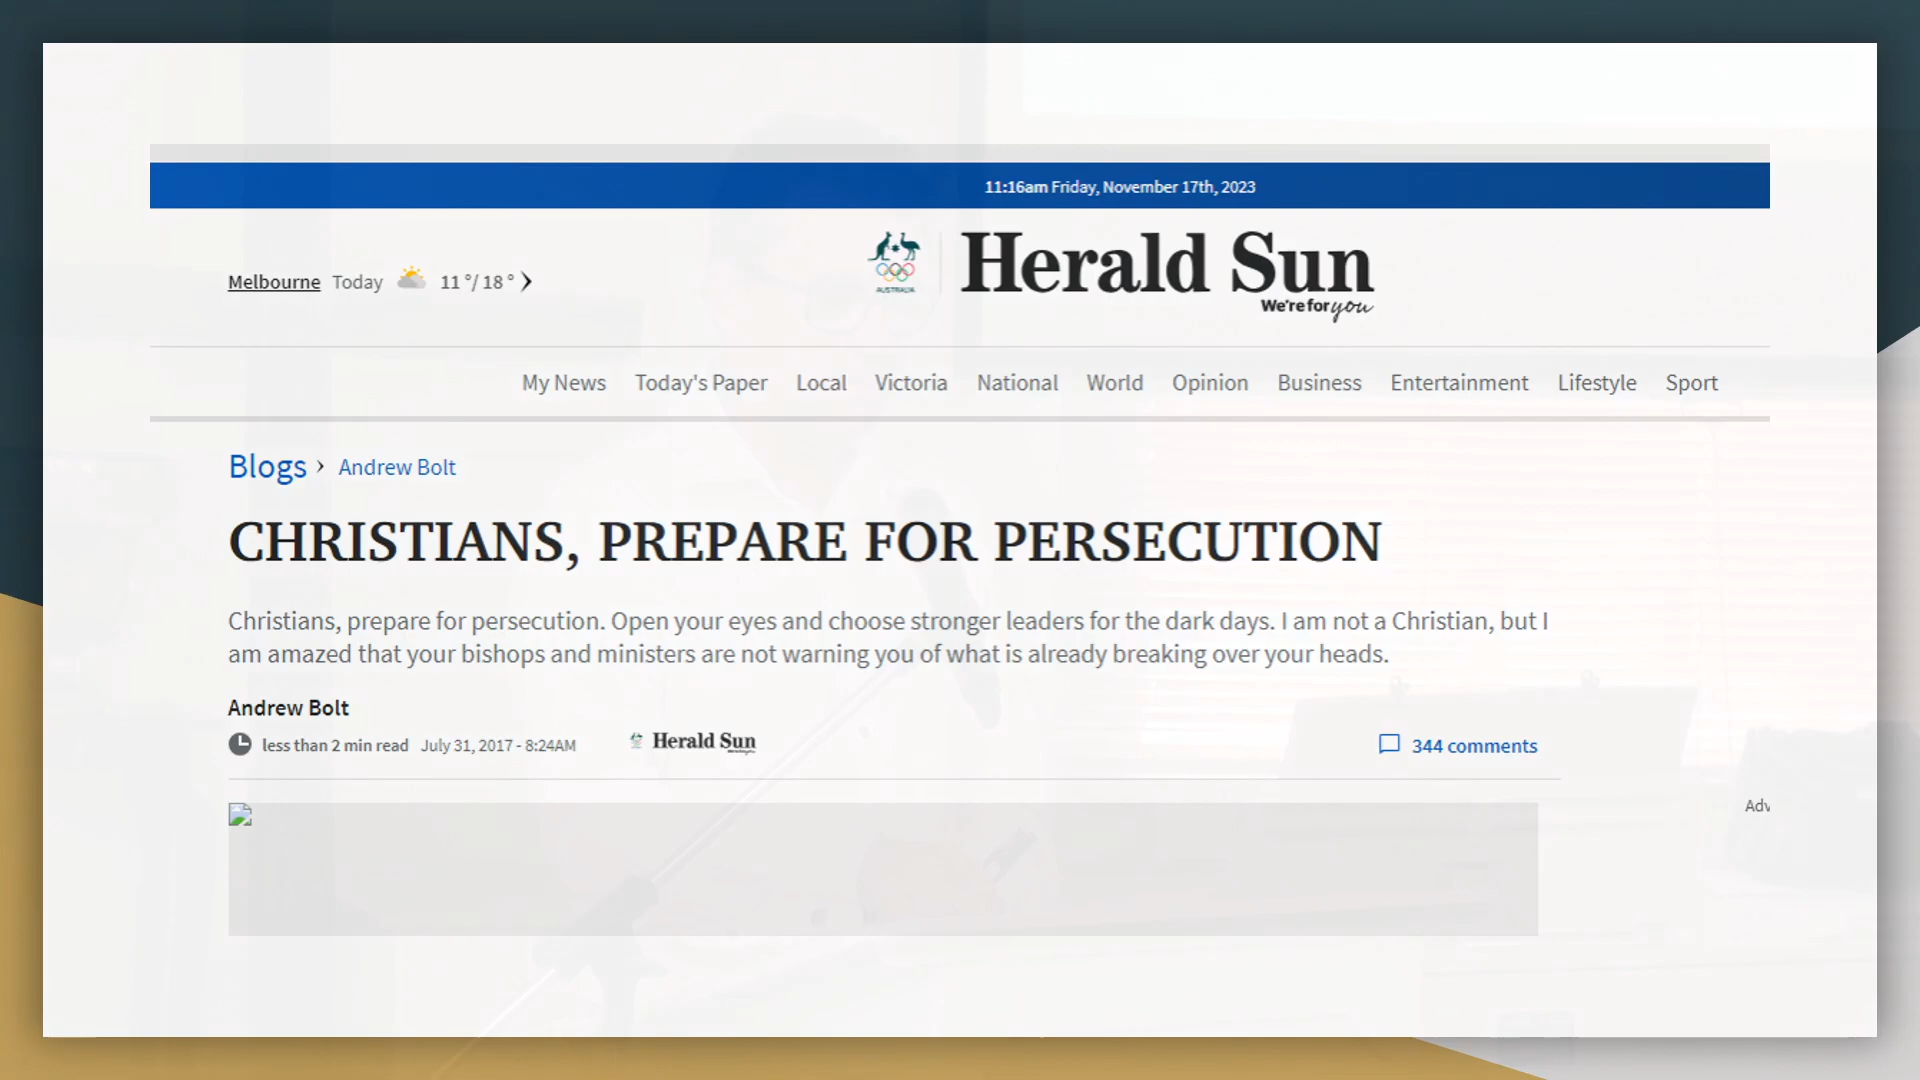 11:16am Friday, November 17th, 2023
AUSTRALIA
Herald Sun
We're for you
Melbourne Today 11 °/ 18 °
My News Today's Paper Local Victoria National World Opinion Business Entertainment Lifestyle Sport
Blogs › Andrew Bolt
CHRISTIANS, PREPARE FOR PERSECUTION
Christians, prepare for persecution. Open your eyes and choose stronger leaders for the dark days. I am not a Christian, but I
am amazed that your bishops and ministers are not warning you of what is already breaking over your heads.
Andrew Bolt
less than 2 min read July 31, 2017 - 8:24AM Herald Sun 344 comments
Adv